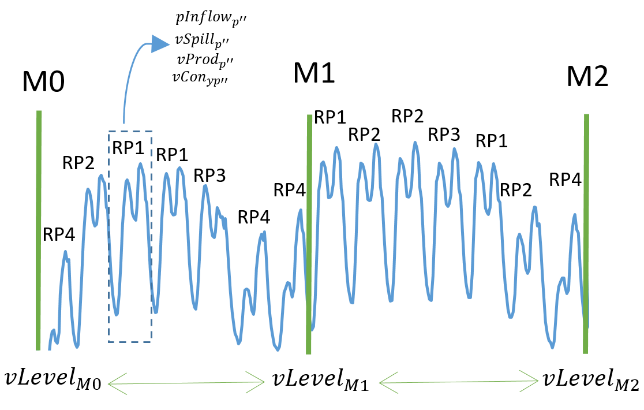 pInflow_p''
vSpill_p''
vProd_p''
vCon_yp''
M0 M1 M2
RP4 RP2 RP1 RP1 RP3 RP4 RP4 RP1 RP2 RP2 RP3 RP1 RP2 RP4
vLevel_M0 vLevel_M1 vLevel_M2